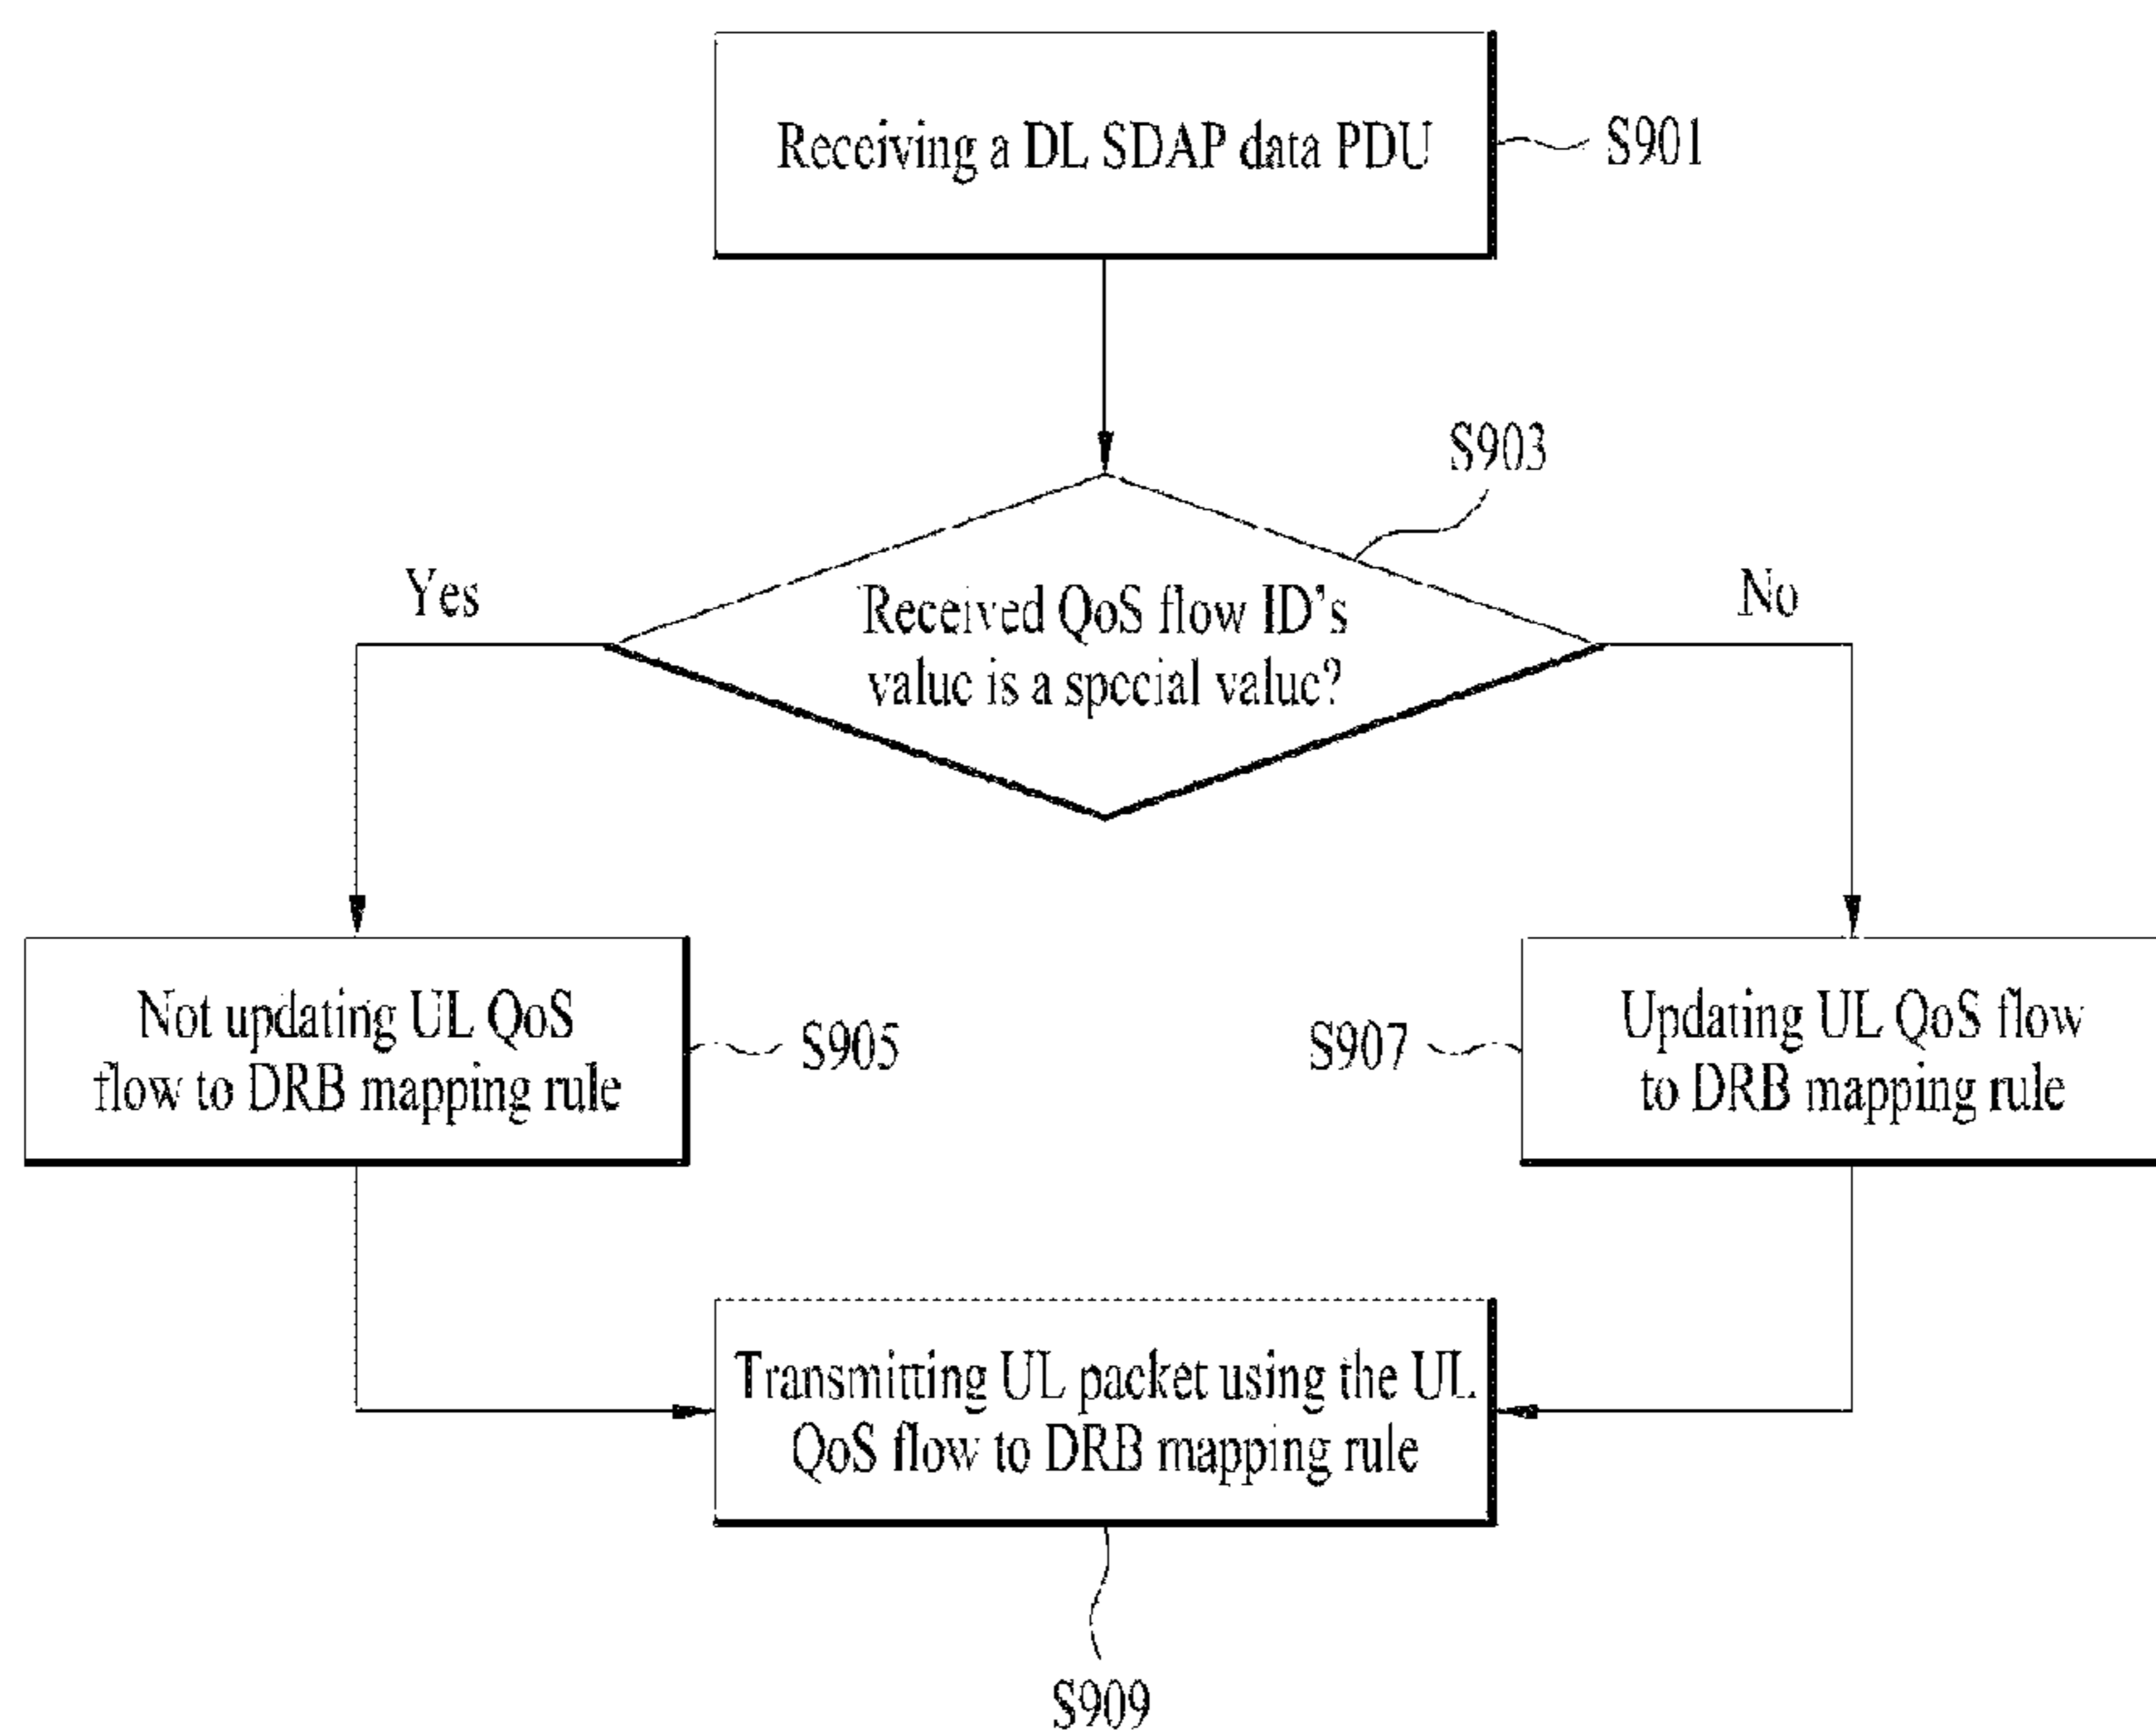 Receiving a DL SDAP data PDU
S901
S903
Yes
No
Received QoS flow ID's
value is a special value?
Not updating UL QoS
flow to DRB mapping rule
S905
S907
Updating UL QoS flow
to DRB mapping rule
Transmitting UL packet using the UL
QoS flow to DRB mapping rule
S909